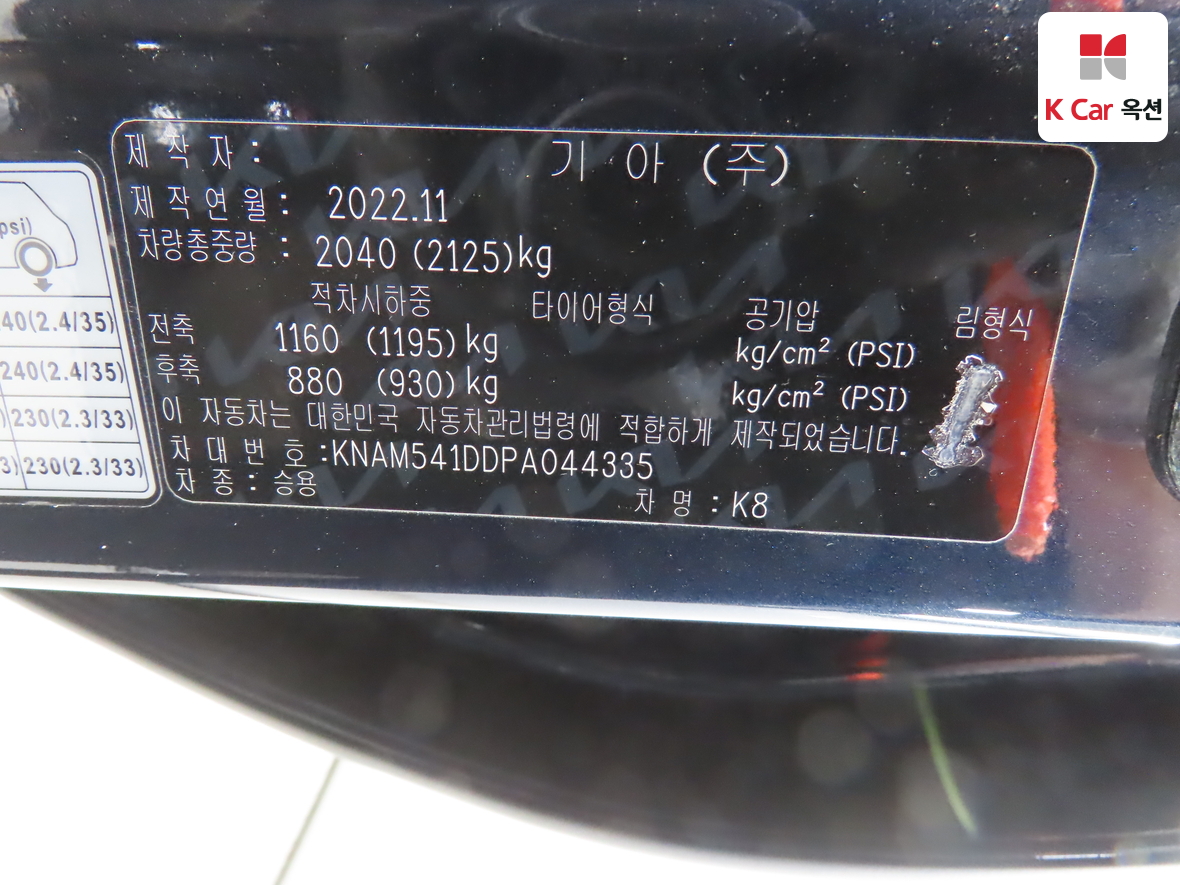 K Car 옥션
제 작 자 : 기 아 (주)
제 작 연 월 : 2022.11
차량총중량 : 2040 (2125)kg
적차시하중 타이어형식 공기압 림형식
전축 1160 (1195) kg kg/cm² (PSI)
후축 880 (930) kg kg/cm² (PSI)
이 자동차는 대한민국 자동차관리법령에 적합하게 제작되었습니다.
차 대 번 호 :KNAM541DDPA044335
차 종 : 승용 차 명 : K8
psi)
40(2.4/35)
240(2.4/35)
230(2.3/33)
3) 230(2.3/33)